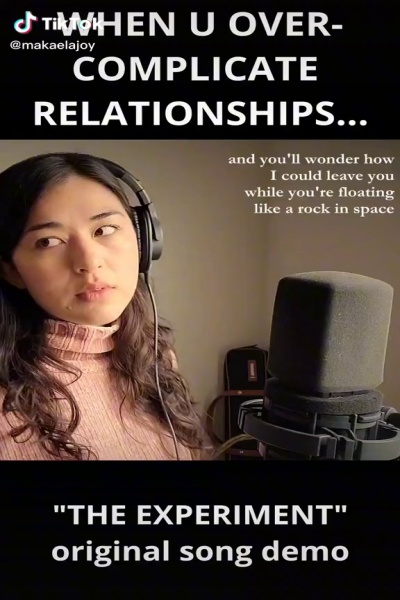 WHEN U OVER-
TikTok
@makaelajoy
COMPLICATE
RELATIONSHIPS...
and you'll wonder how
I could leave you
while you're floating
like a rock in space
"THE EXPERIMENT"
original song demo